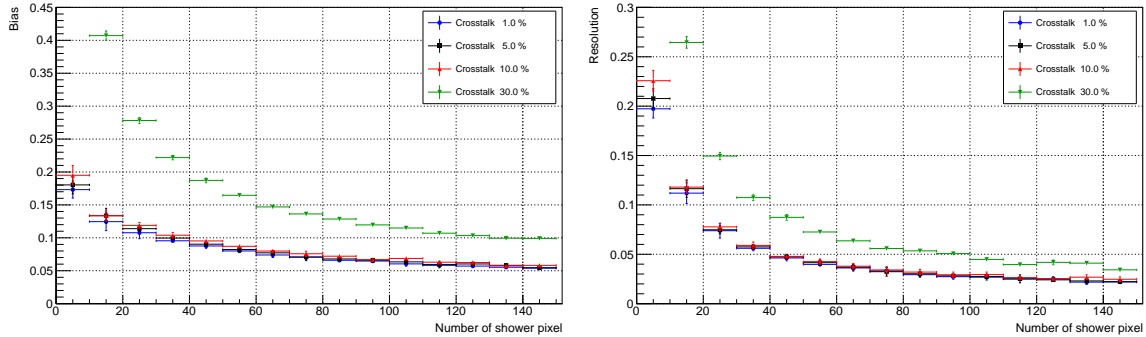 Bias
0.45
0.4
0.35
0.3
0.25
0.2
0.15
0.1
0.05
0
0 20 40 60 80 100 120 140
Number of shower pixel
Crosstalk 1.0 %
Crosstalk 5.0 %
Crosstalk 10.0 %
Crosstalk 30.0 %
Resolution
0.3
0.25
0.2
0.15
0.1
0.05
0
0 20 40 60 80 100 120 140
Number of shower pixel
Crosstalk 1.0 %
Crosstalk 5.0 %
Crosstalk 10.0 %
Crosstalk 30.0 %